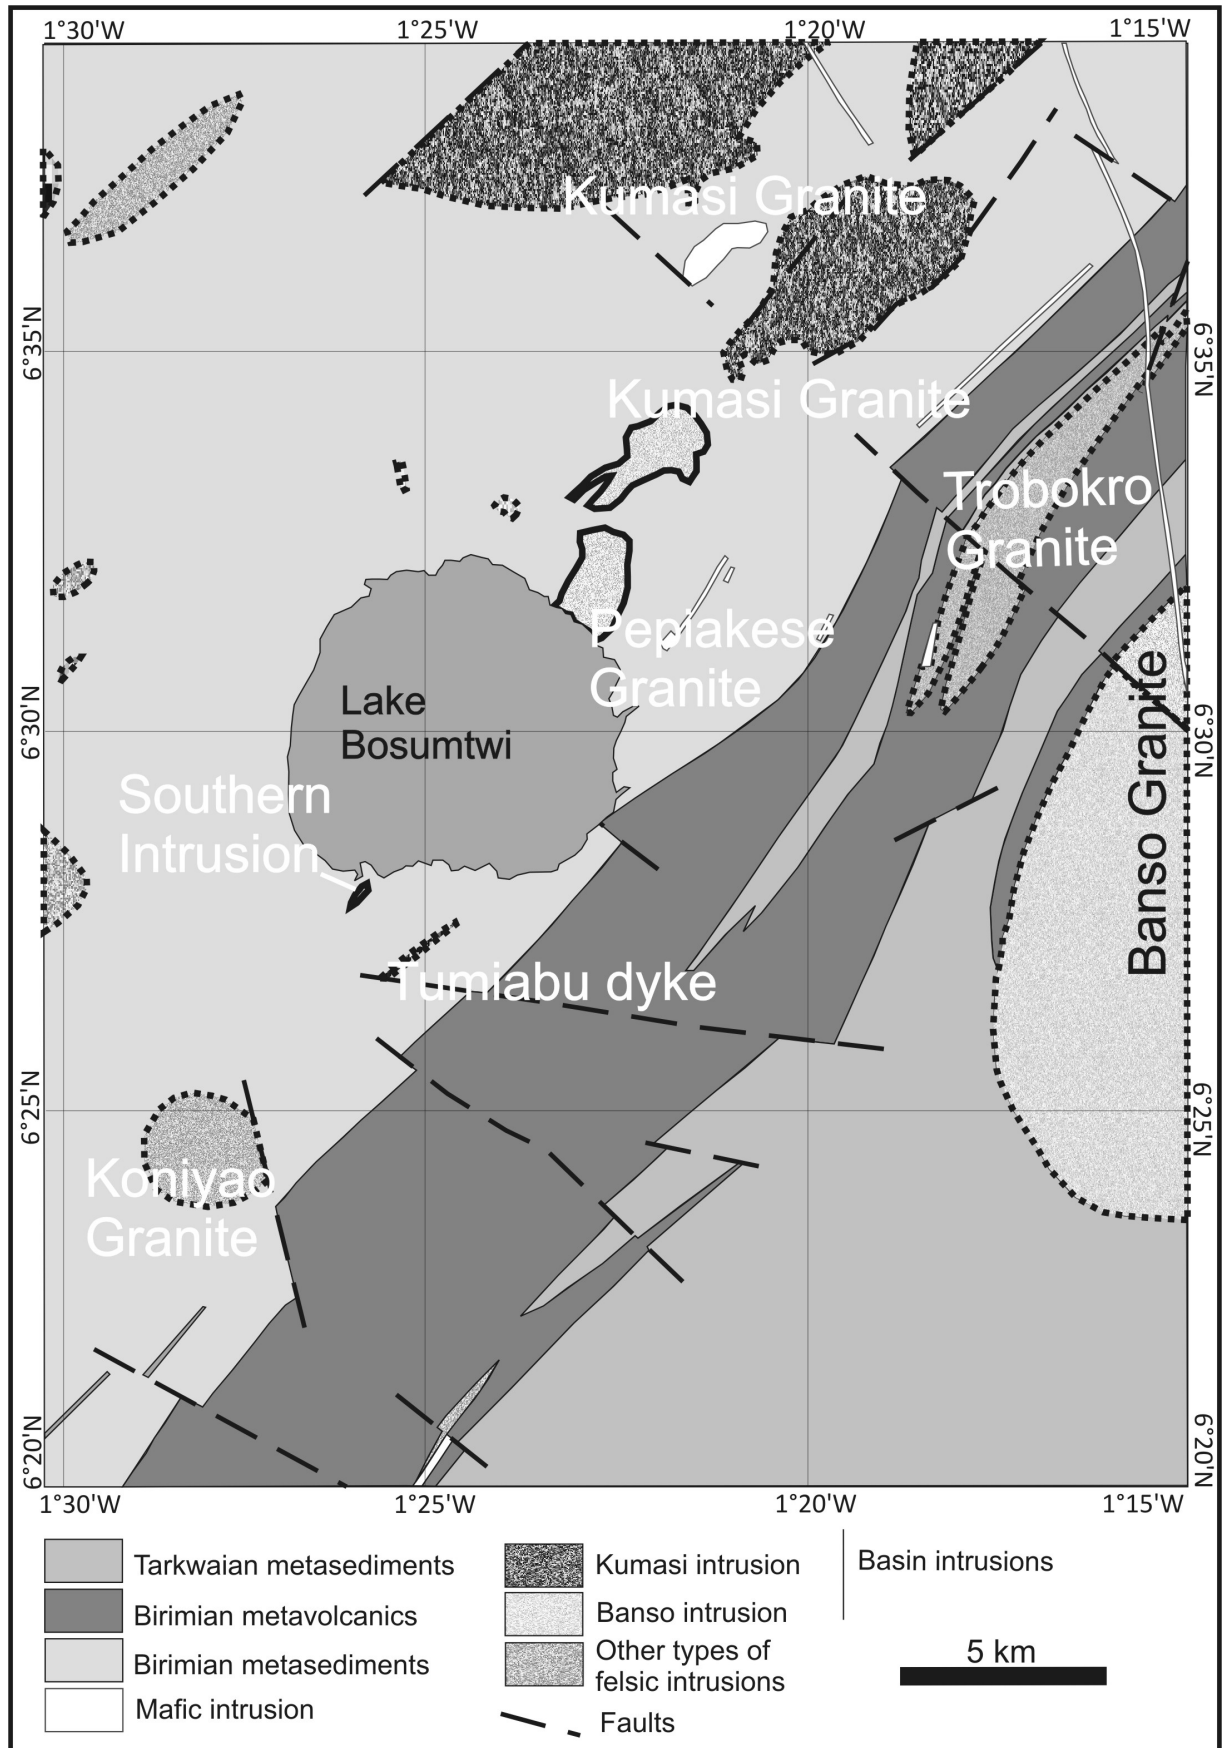 1°30'W 1°25'W 1°20'W 1°15'W
Kumasi Granite
6°35'N
6°35'N
Kumasi Granite
Trobokro
Granite
Pepiakese
Granite
Lake
Bosumtwi
6°30'N
6°30'N
Banso Granite
Southern
Intrusion
Tumiabu dyke
6°25'N
6°25'N
Koniyao
Granite
6°20'N
6°20'N
1°30'W 1°25'W 1°20'W 1°15'W
Tarkwaian metasediments
Birimian metavolcanics
Birimian metasediments
Mafic intrusion
Kumasi intrusion
Banso intrusion
Other types of
felsic intrusions
Faults
Basin intrusions
5 km